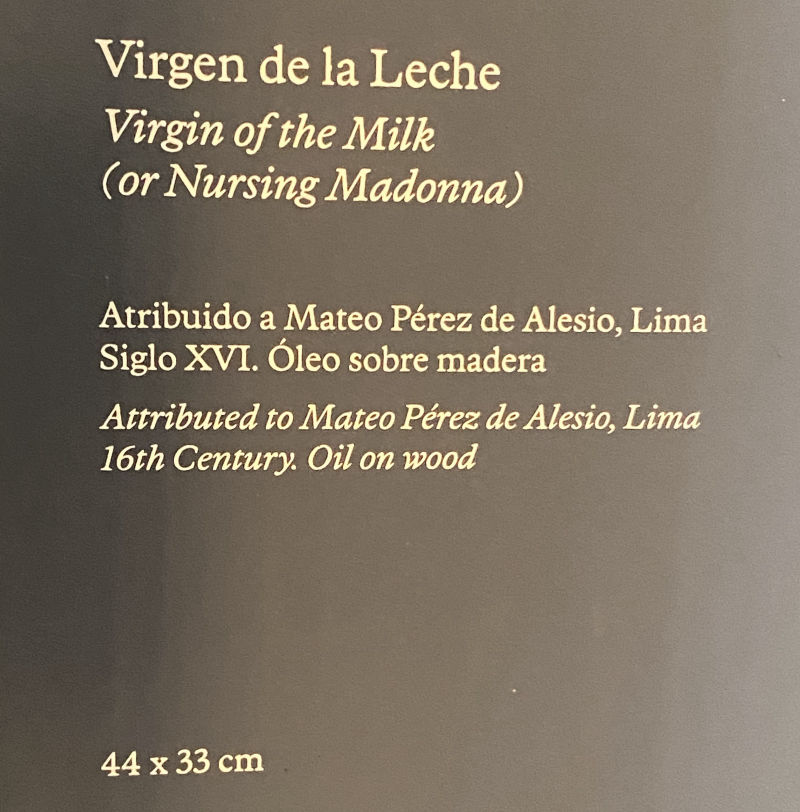 Virgen de la Leche
Virgin of the Milk
(or Nursing Madonna)
Atribuido a Mateo Pérez de Alesio, Lima
Siglo XVI. Óleo sobre madera
Attributed to Mateo Pérez de Alesio, Lima
16th Century. Oil on wood
44 x 33 cm